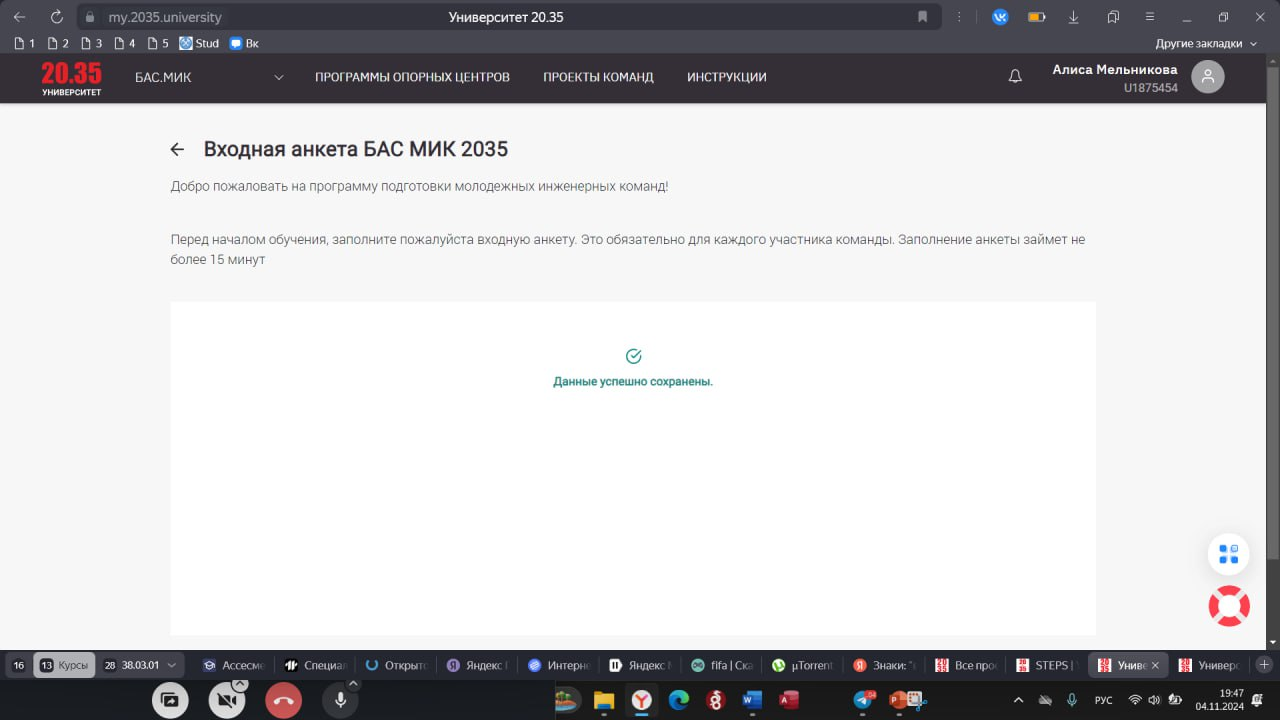 my.2035.university
Университет 20.35
1 2 3 4 5 Stud Вк
Другие закладки
20.35
УНИВЕРСИТЕТ
БАС.МИК
ПРОГРАММЫ ОПОРНЫХ ЦЕНТРОВ
ПРОЕКТЫ КОМАНД
ИНСТРУКЦИИ
Алиса Мельникова
U1875454
Входная анкета БАС МИК 2035
Добро пожаловать на программу подготовки молодежных инженерных команд!
Перед началом обучения, заполните пожалуйста входную анкету. Это обязательно для каждого участника команды. Заполнение анкеты займет не
более 15 минут
Данные успешно сохранены.
16 13 Курсы 28 38.03.01 Ассесме Специал Открыто Яндекс Интерне Яндекс fifa | Ска µTorrent Знаки: " Все прое STEPS | Униве Универс
РУС
19:47
04.11.2024